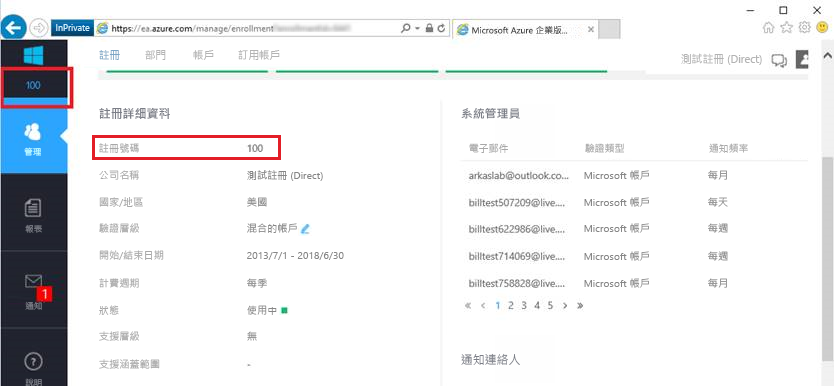 InPrivate https://ea.azure.com/manage/enrollment Microsoft Azure 企業版...
註冊 部門 帳戶 訂用帳戶 測試註冊 (Direct)
100
管理
報表
1
通知
說明
註冊詳細資料
註冊號碼 100
公司名稱 測試註冊 (Direct)
國家/地區 美國
驗證層級 混合的帳戶
開始/結束日期 2013/7/1 - 2018/6/30
計費週期 每季
狀態 使用中
支援層級 無
支援涵蓋範圍 -
系統管理員
電子郵件 驗證類型 通知頻率
arkaslab@outlook.co... Microsoft 帳戶 每月
billtest507209@live.... Microsoft 帳戶 每天
billtest622986@live.... Microsoft 帳戶 每週
billtest714069@live.... Microsoft 帳戶 每週
billtest758828@live.... Microsoft 帳戶 每月
« ‹ 1 2 3 4 5 › »
通知連絡人